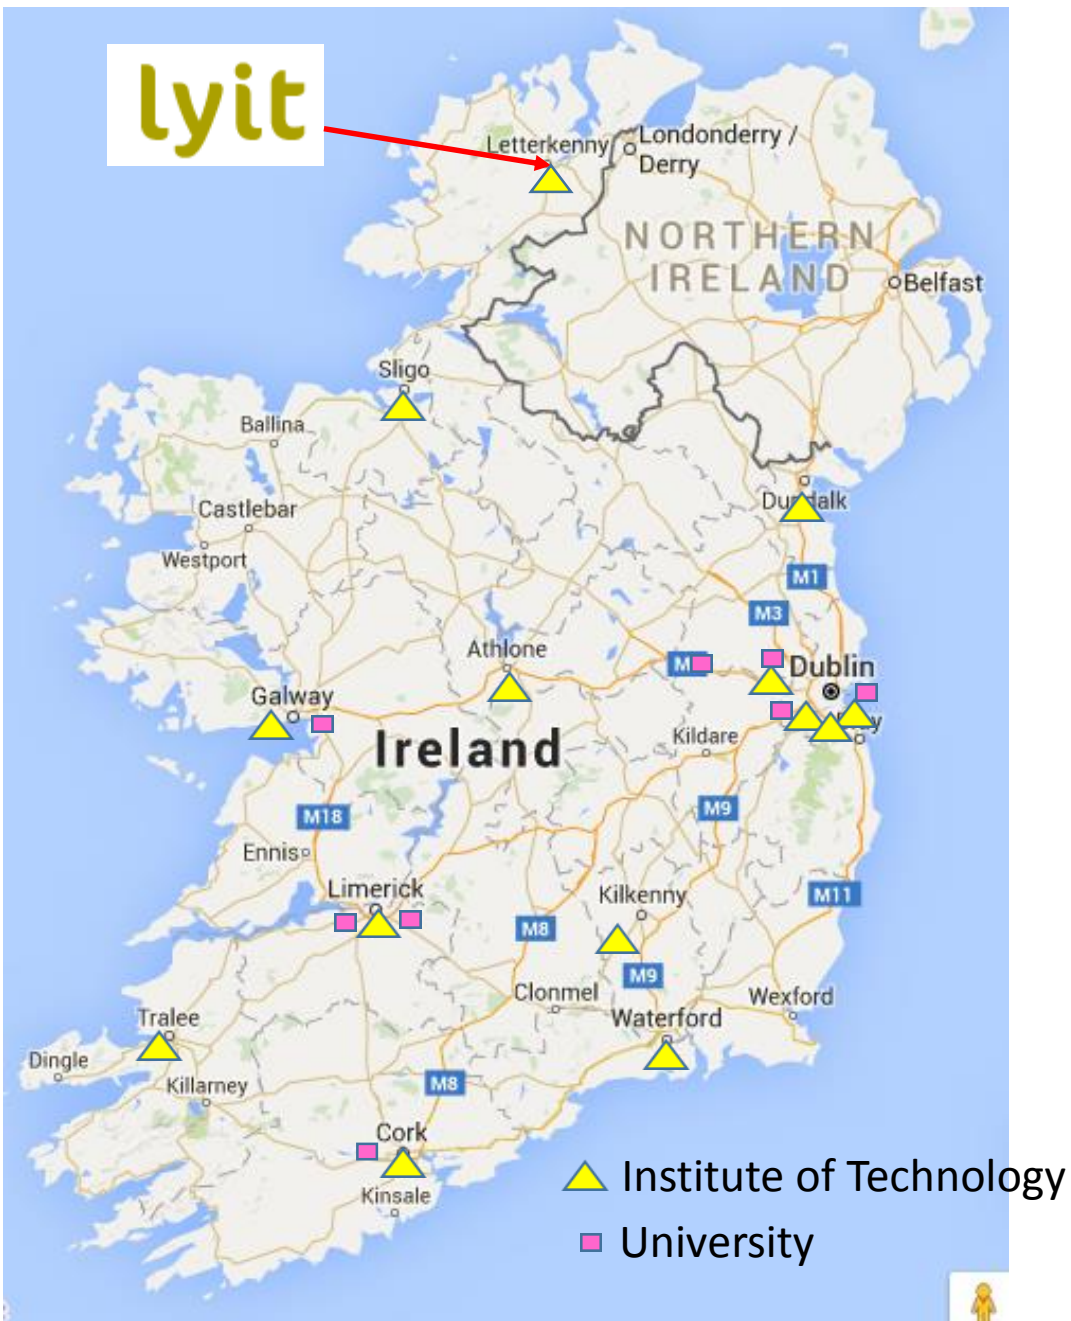 lyit
Letterkenny
Londonderry /
Derry
NORTHERN
IRELAND
Belfast
Sligo
Ballina
Castlebar
Westport
M1
M3
Athlone
Dublin
Galway
Ireland
Kildare
M18
M9
Ennis
Limerick
Kilkenny
M11
M8
M9
Clonmel
Wexford
Waterford
Tralee
Dingle
Killarney
M8
Cork
Kinsale
Institute of Technology
University